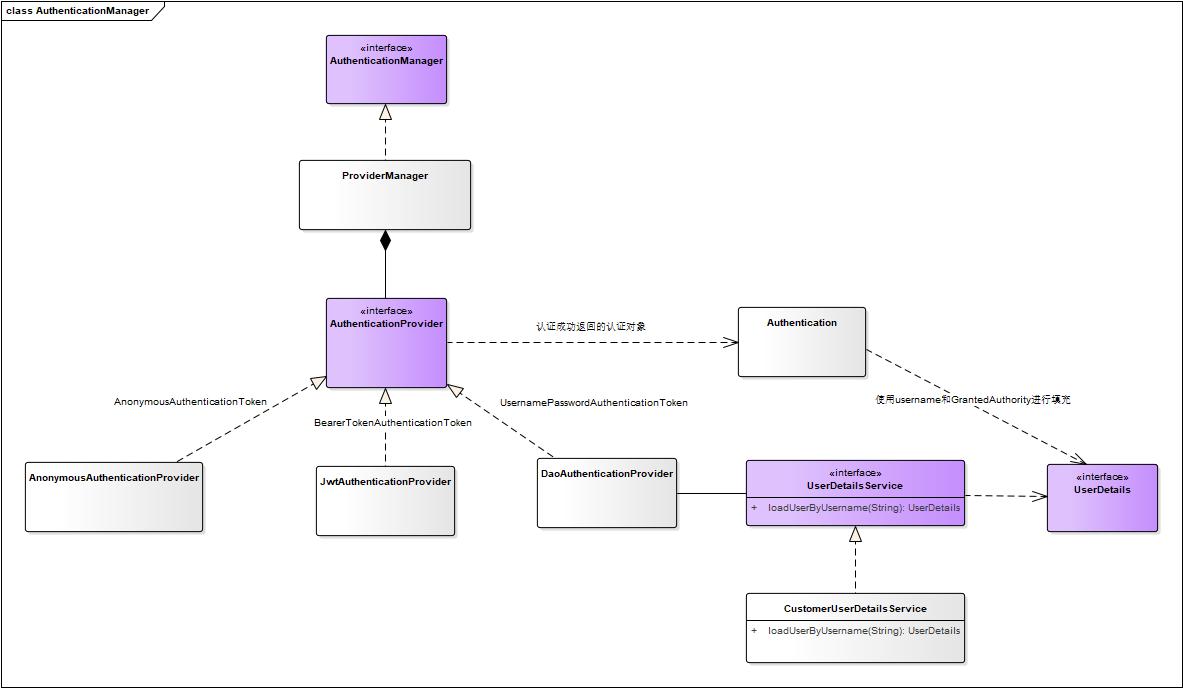 class AuthenticationManager
«interface»
AuthenticationManager
ProviderManager
«interface»
AuthenticationProvider
认证成功返回的认证对象
Authentication
AnonymousAuthenticationToken
BearerTokenAuthenticationToken
UsernamePasswordAuthenticationToken
使用username和GrantedAuthority进行填充
AnonymousAuthenticationProvider
JwtAuthenticationProvider
DaoAuthenticationProvider
«interface»
UserDetailsService
+ loadUserByUsername(String): UserDetails
«interface»
UserDetails
CustomerUserDetailsService
+ loadUserByUsername(String): UserDetails